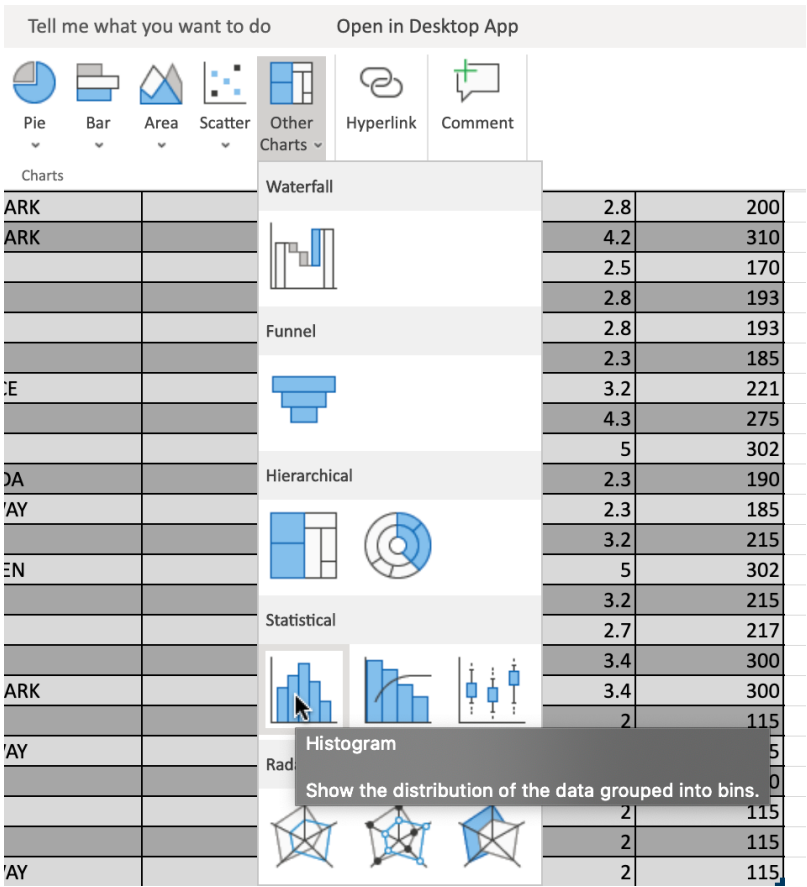 Tell me what you want to do Open in Desktop App
Pie Bar Area Scatter Other Charts Hyperlink Comment
Charts
Waterfall
Funnel
Hierarchical
Statistical
Histogram
Show the distribution of the data grouped into bins.
ARK 2.8 200
ARK 4.2 310
2.5 170
2.8 193
2.8 193
2.3 185
CE 3.2 221
4.3 275
5 302
DA 2.3 190
WAY 2.3 185
3.2 215
EN 5 302
3.2 215
2.7 217
3.4 300
ARK 3.4 300
2 115
WAY 5
0
2 115
2 115
WAY 2 115